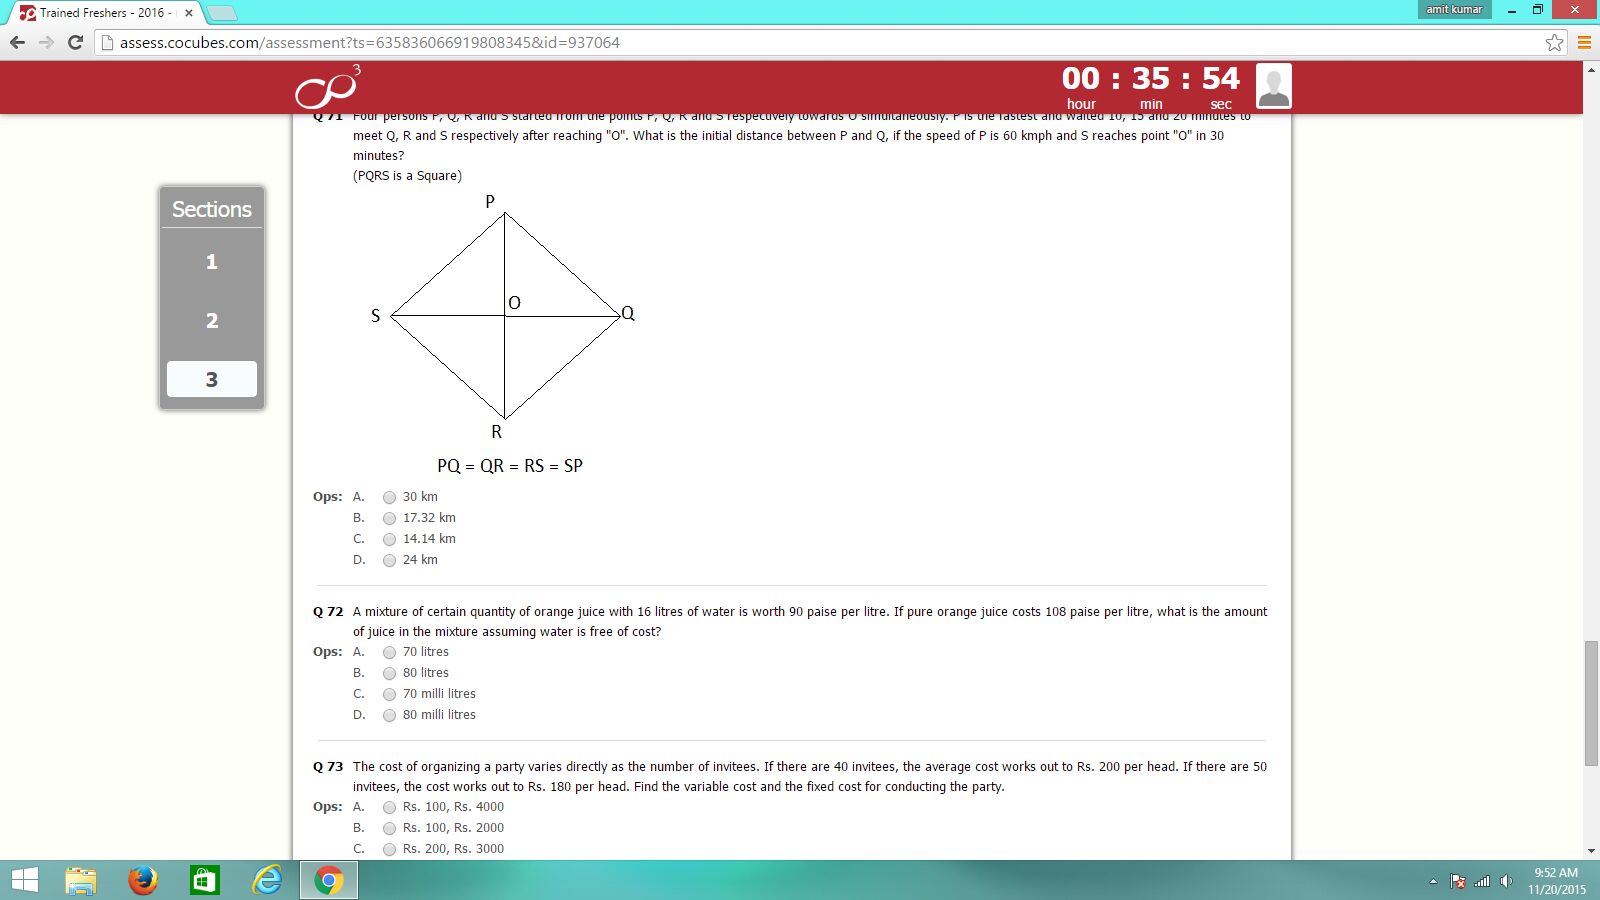 Trained Freshers - 2016 -
amit kumar
assess.cocubes.com/assessment?ts=635836066919808345&id=937064
3
00 : 35 : 54
hour min sec
Q 71 Four persons P, Q, R and S started from the points P, Q, R and S respectively towards O simultaneously. P is the fastest and waited 10, 15 and 20 minutes to
meet Q, R and S respectively after reaching "O". What is the initial distance between P and Q, if the speed of P is 60 kmph and S reaches point "O" in 30
minutes?
(PQRS is a Square)
Sections
1
2
3
P
S
O
Q
R
PQ = QR = RS = SP
Ops: A. 30 km
B. 17.32 km
C. 14.14 km
D. 24 km
Q 72 A mixture of certain quantity of orange juice with 16 litres of water is worth 90 paise per litre. If pure orange juice costs 108 paise per litre, what is the amount
of juice in the mixture assuming water is free of cost?
Ops: A. 70 litres
B. 80 litres
C. 70 milli litres
D. 80 milli litres
Q 73 The cost of organizing a party varies directly as the number of invitees. If there are 40 invitees, the average cost works out to Rs. 200 per head. If there are 50
invitees, the cost works out to Rs. 180 per head. Find the variable cost and the fixed cost for conducting the party.
Ops: A. Rs. 100, Rs. 4000
B. Rs. 100, Rs. 2000
C. Rs. 200, Rs. 3000
9:52 AM
11/20/2015